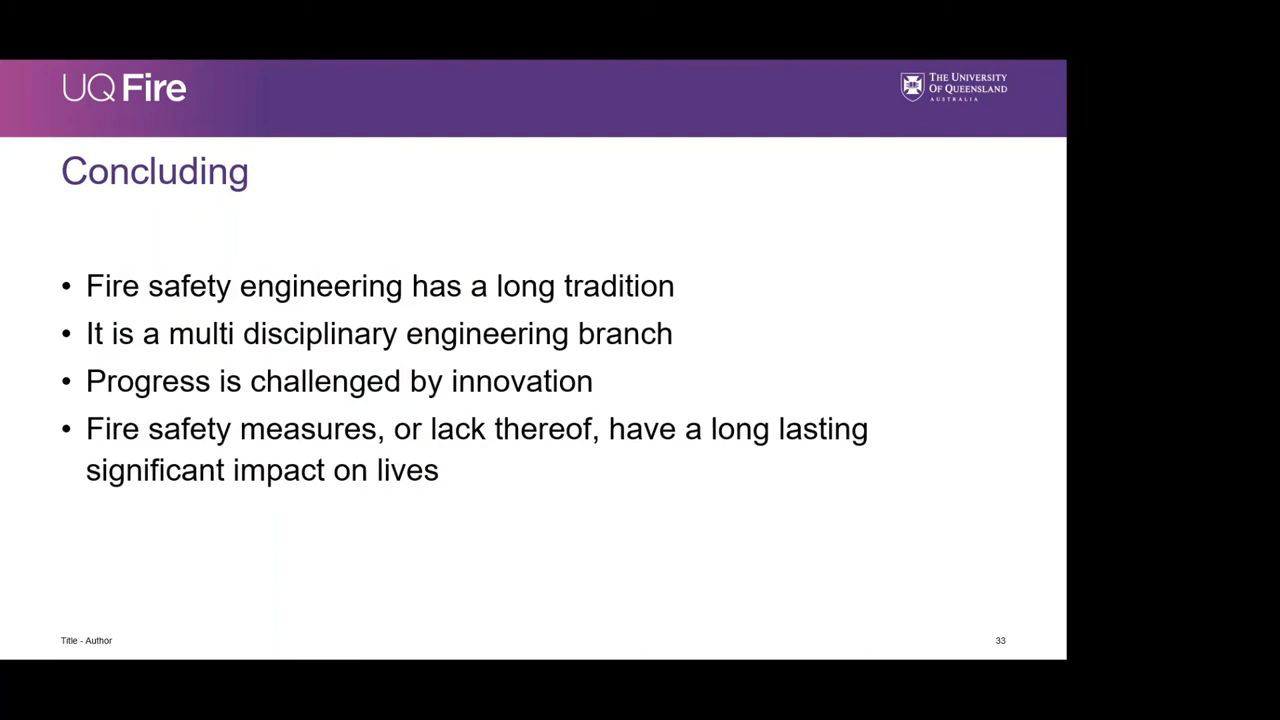 UQ Fire
THE UNIVERSITY
OF QUEENSLAND
AUSTRALIA
Concluding
• Fire safety engineering has a long tradition
• It is a multi disciplinary engineering branch
• Progress is challenged by innovation
• Fire safety measures, or lack thereof, have a long lasting
significant impact on lives
Title - Author
33